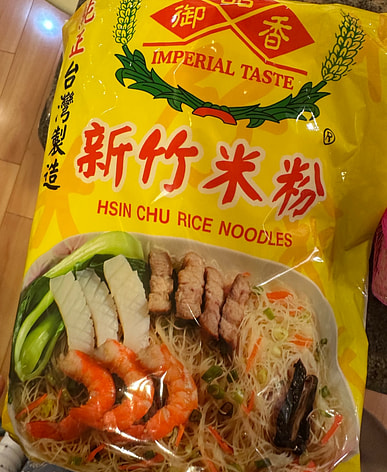 御 香
IMPERIAL TASTE
正
台灣製造
新竹米粉
HSIN CHU RICE NOODLES